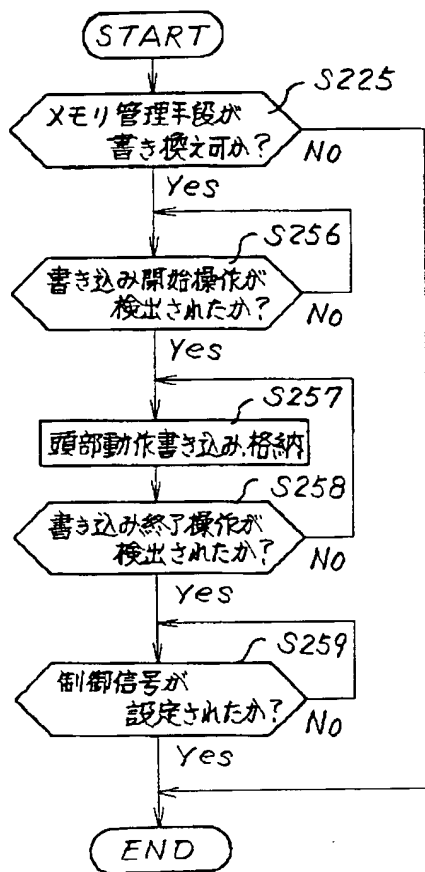 START
S225
メモリ管理手段が
書き換え可か?
No
Yes
S256
書き込み開始操作が
検出されたか?
No
Yes
S257
頭部動作書き込み,格納
S258
書き込み終了操作が
検出されたか?
No
Yes
S259
制御信号が
設定されたか?
No
Yes
END